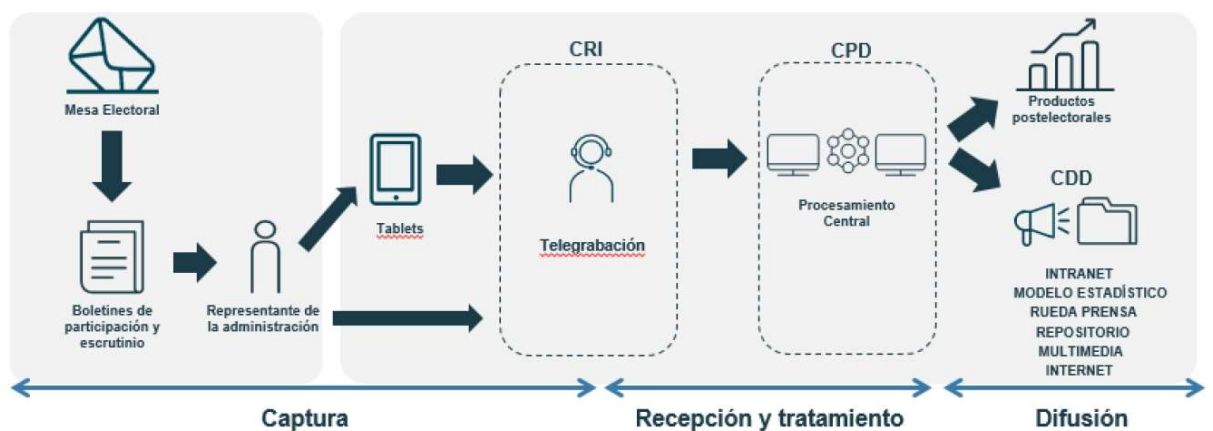 Mesa Electoral
Boletines de
participación y
escrutinio
Representante de
la administración
Tablets
CRI
Telegrabación
CPD
Procesamiento
Central
Productos
postelectorales
CDD
INTRANET
MODELO ESTADÍSTICO
RUEDA PRENSA
REPOSITORIO
MULTIMEDIA
INTERNET
Captura
Recepción y tratamiento
Difusión